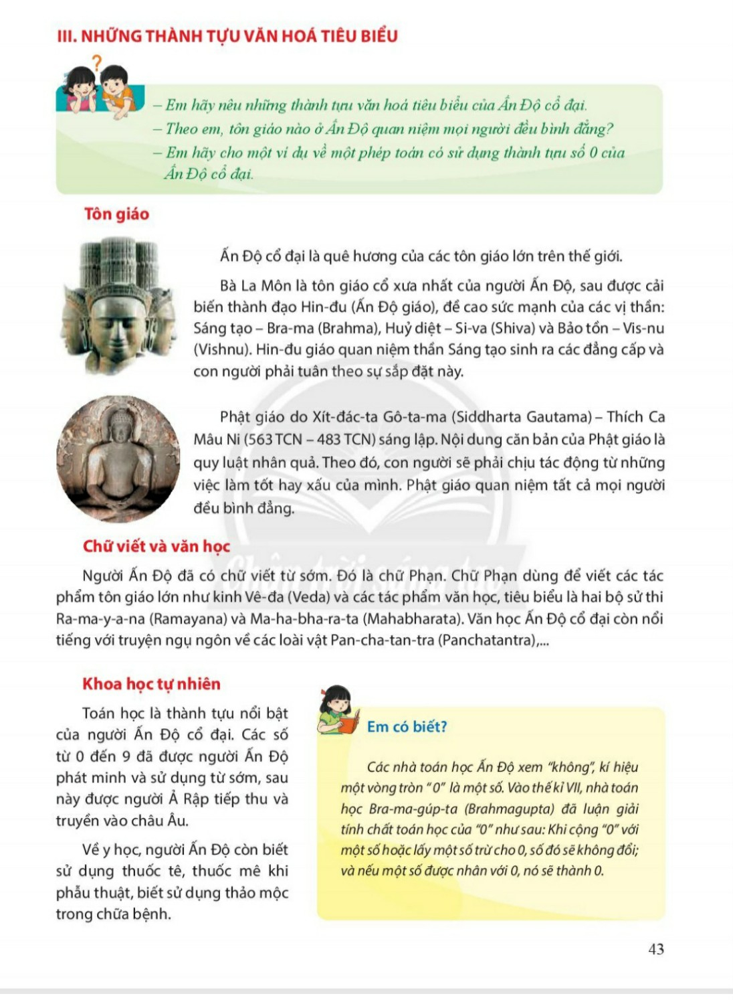 III. NHỮNG THÀNH TỰU VĂN HOÁ TIÊU BIỂU
?
– Em hãy nêu những thành tựu văn hoá tiêu biểu của Ấn Độ cổ đại.
– Theo em, tôn giáo nào ở Ấn Độ quan niệm mọi người đều bình đẳng?
– Em hãy cho một ví dụ về một phép toán có sử dụng thành tựu số 0 của
Ấn Độ cổ đại.
Tôn giáo
Ấn Độ cổ đại là quê hương của các tôn giáo lớn trên thế giới.
Bà La Môn là tôn giáo cổ xưa nhất của người Ấn Độ, sau được cải
biến thành đạo Hin-đu (Ấn Độ giáo), đề cao sức mạnh của các vị thần:
Sáng tạo – Bra-ma (Brahma), Huỷ diệt – Si-va (Shiva) và Bảo tồn – Vis-nu
(Vishnu). Hin-đu giáo quan niệm thần Sáng tạo sinh ra các đẳng cấp và
con người phải tuân theo sự sắp đặt này.
Phật giáo do Xít-đác-ta Gô-ta-ma (Siddharta Gautama) – Thích Ca
Mâu Ni (563 TCN – 483 TCN) sáng lập. Nội dung căn bản của Phật giáo là
quy luật nhân quả. Theo đó, con người sẽ phải chịu tác động từ những
việc làm tốt hay xấu của mình. Phật giáo quan niệm tất cả mọi người
đều bình đẳng.
Chân trời sáng tạo
Chữ viết và văn học
Người Ấn Độ đã có chữ viết từ sớm. Đó là chữ Phạn. Chữ Phạn dùng để viết các tác
phẩm tôn giáo lớn như kinh Vê-đa (Veda) và các tác phẩm văn học, tiêu biểu là hai bộ sử thi
Ra-ma-y-a-na (Ramayana) và Ma-ha-bha-ra-ta (Mahabharata). Văn học Ấn Độ cổ đại còn nổi
tiếng với truyện ngụ ngôn về các loài vật Pan-cha-tan-tra (Panchatantra),...
Khoa học tự nhiên
Toán học là thành tựu nổi bật
của người Ấn Độ cổ đại. Các số
từ 0 đến 9 đã được người Ấn Độ
phát minh và sử dụng từ sớm, sau
này được người Ả Rập tiếp thu và
truyền vào châu Âu.
Về y học, người Ấn Độ còn biết
sử dụng thuốc tê, thuốc mê khi
phẫu thuật, biết sử dụng thảo mộc
trong chữa bệnh.
Em có biết?
Các nhà toán học Ấn Độ xem “không”, kí hiệu
một vòng tròn “0” là một số. Vào thế kỉ VII, nhà toán
học Bra-ma-gúp-ta (Brahmagupta) đã luận giải
tính chất toán học của “0” như sau: Khi cộng “0” với
một số hoặc lấy một số trừ cho 0, số đó sẽ không đổi;
và nếu một số được nhân với 0, nó sẽ thành 0.
43